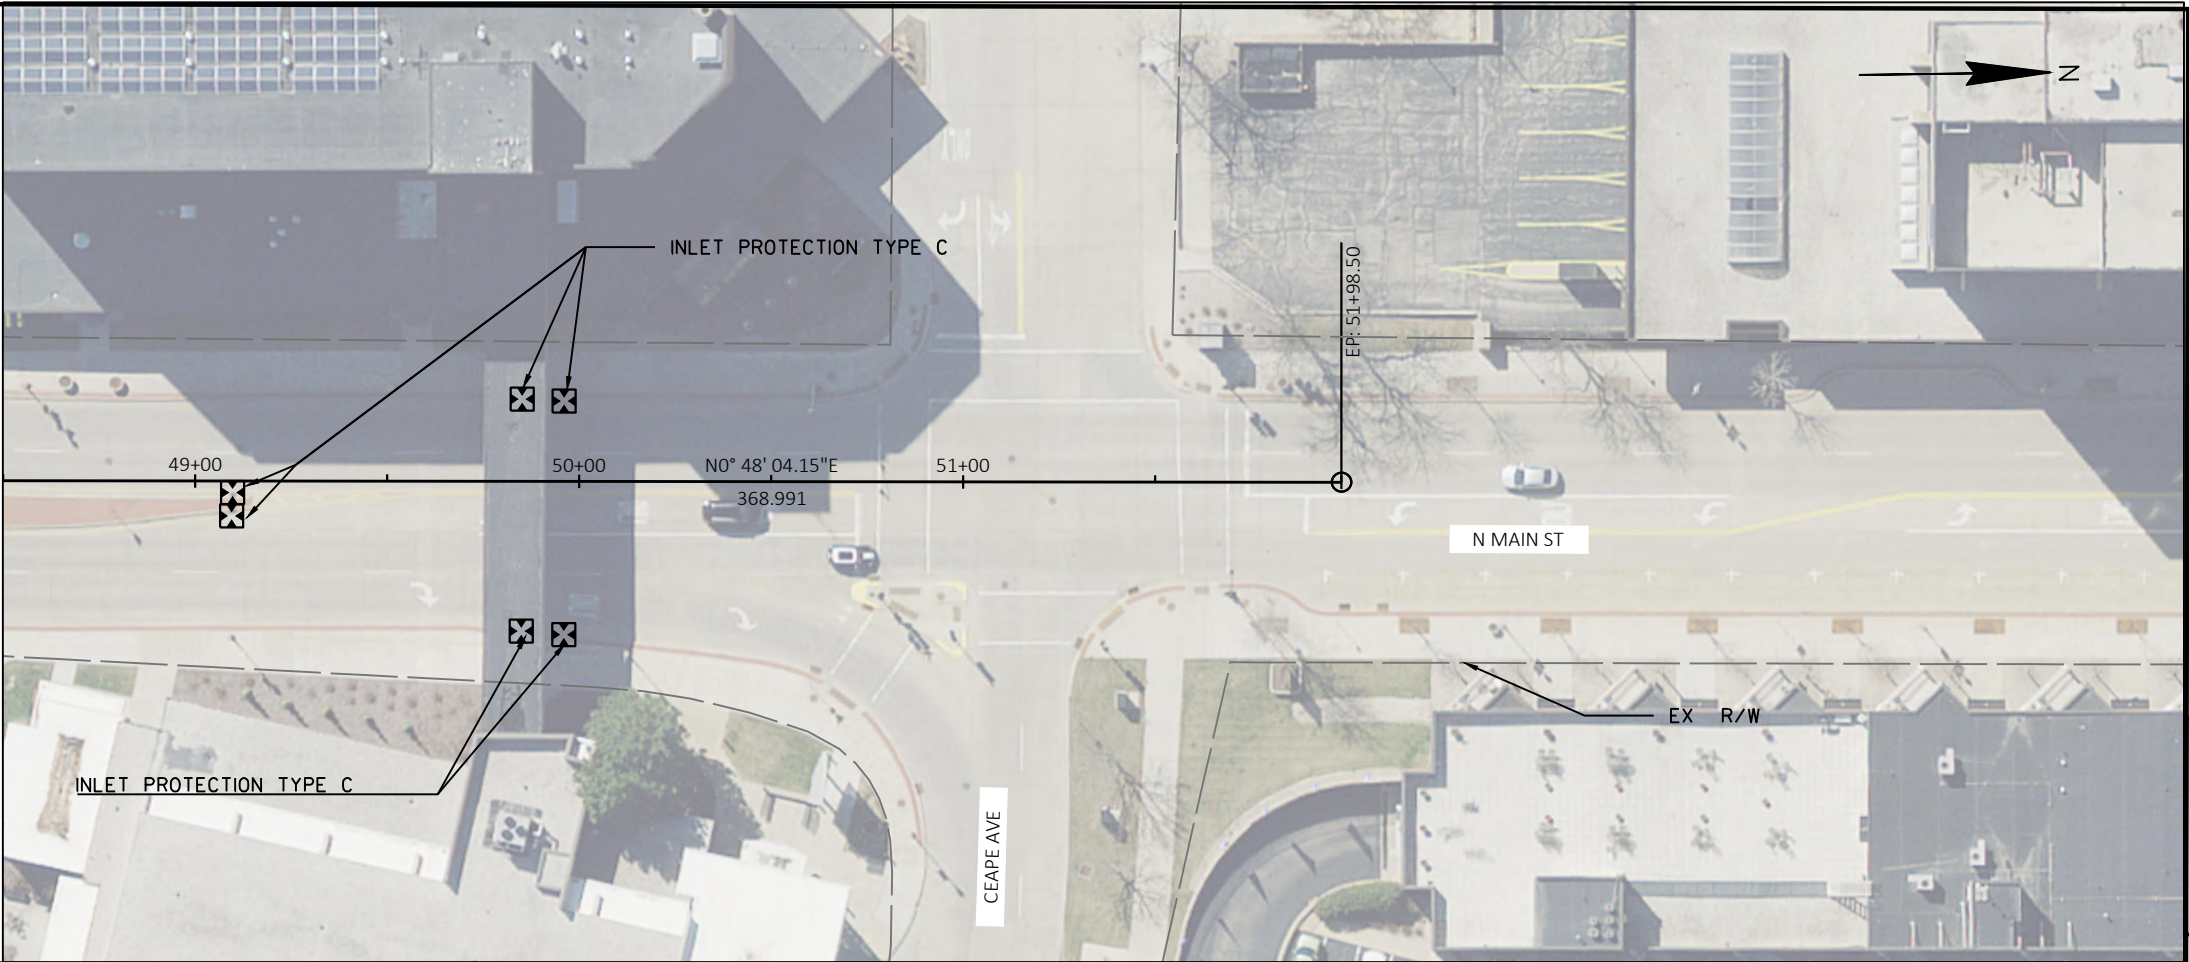 N
INLET PROTECTION TYPE C
EP: 51+98.50
49+00
50+00
N0° 48' 04.15"E
51+00
368.991
N MAIN ST
EX R/W
INLET PROTECTION TYPE C
CEAPE AVE
ONLY